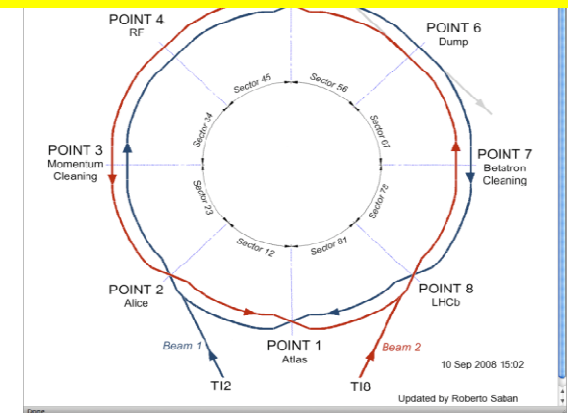 POINT 4
RF
POINT 6
Dump
Sector 45
Sector 56
Sector 34
Sector 67
POINT 3
Momentum
Cleaning
POINT 7
Betatron
Cleaning
Sector 23
Sector 78
Sector 12
Sector 81
POINT 2
Alice
POINT 8
LHCb
Beam 1
POINT 1
Atlas
Beam 2
10 Sep 2008 15:02
TI2
TI8
Updated by Roberto Saban
Done